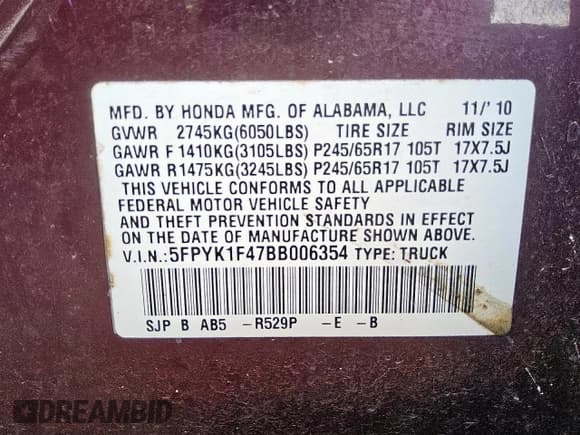 MFD. BY HONDA MFG. OF ALABAMA, LLC 11/'10
GVWR 2745KG(6050LBS) TIRE SIZE RIM SIZE
GAWR F 1410KG(3105LBS) P245/65R17 105T 17X7.5J
GAWR R 1475KG(3245LBS) P245/65R17 105T 17X7.5J
THIS VEHICLE CONFORMS TO ALL APPLICABLE
FEDERAL MOTOR VEHICLE SAFETY
AND THEFT PREVENTION STANDARDS IN EFFECT
ON THE DATE OF MANUFACTURE SHOWN ABOVE.
V.I.N.: 5FPYK1F47BB006354 TYPE: TRUCK
SJP B AB5 -R529P -E -B
DREAMBID